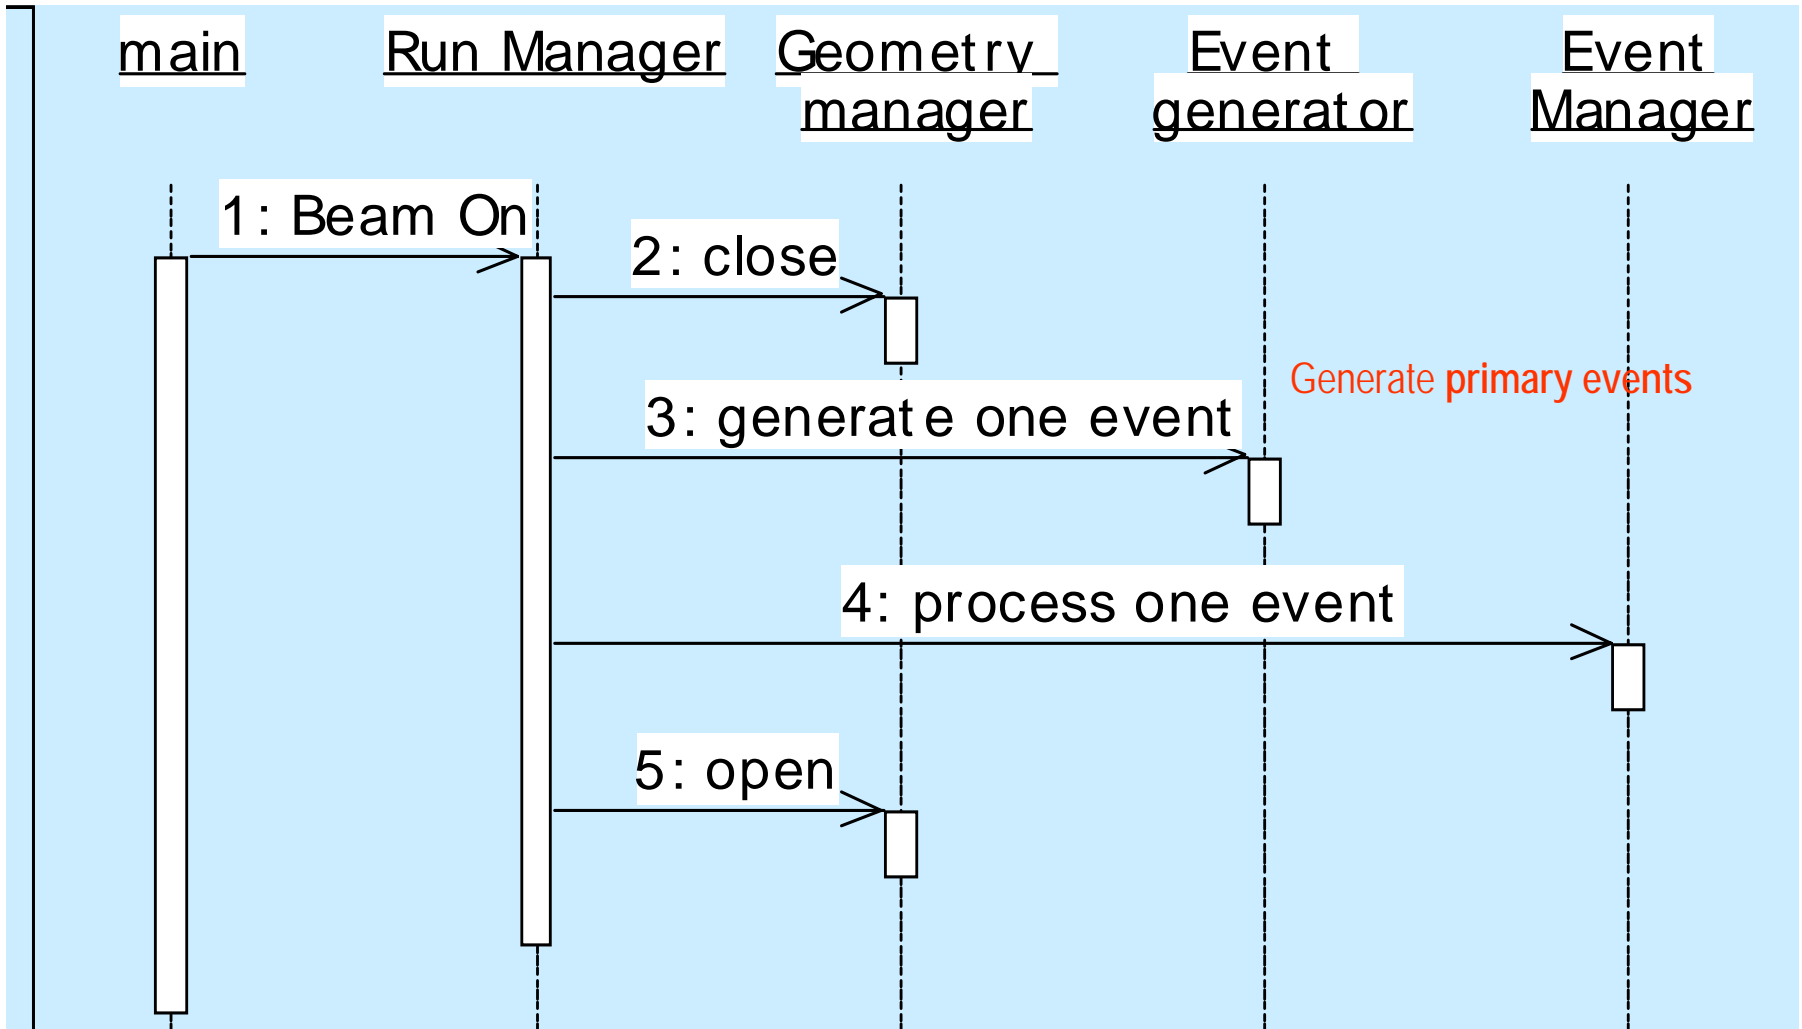 main
Run Manager
Geometry
manager
Event
generator
Event
Manager
1: Beam On
2: close
Generate primary events
3: generate one event
4: process one event
5: open